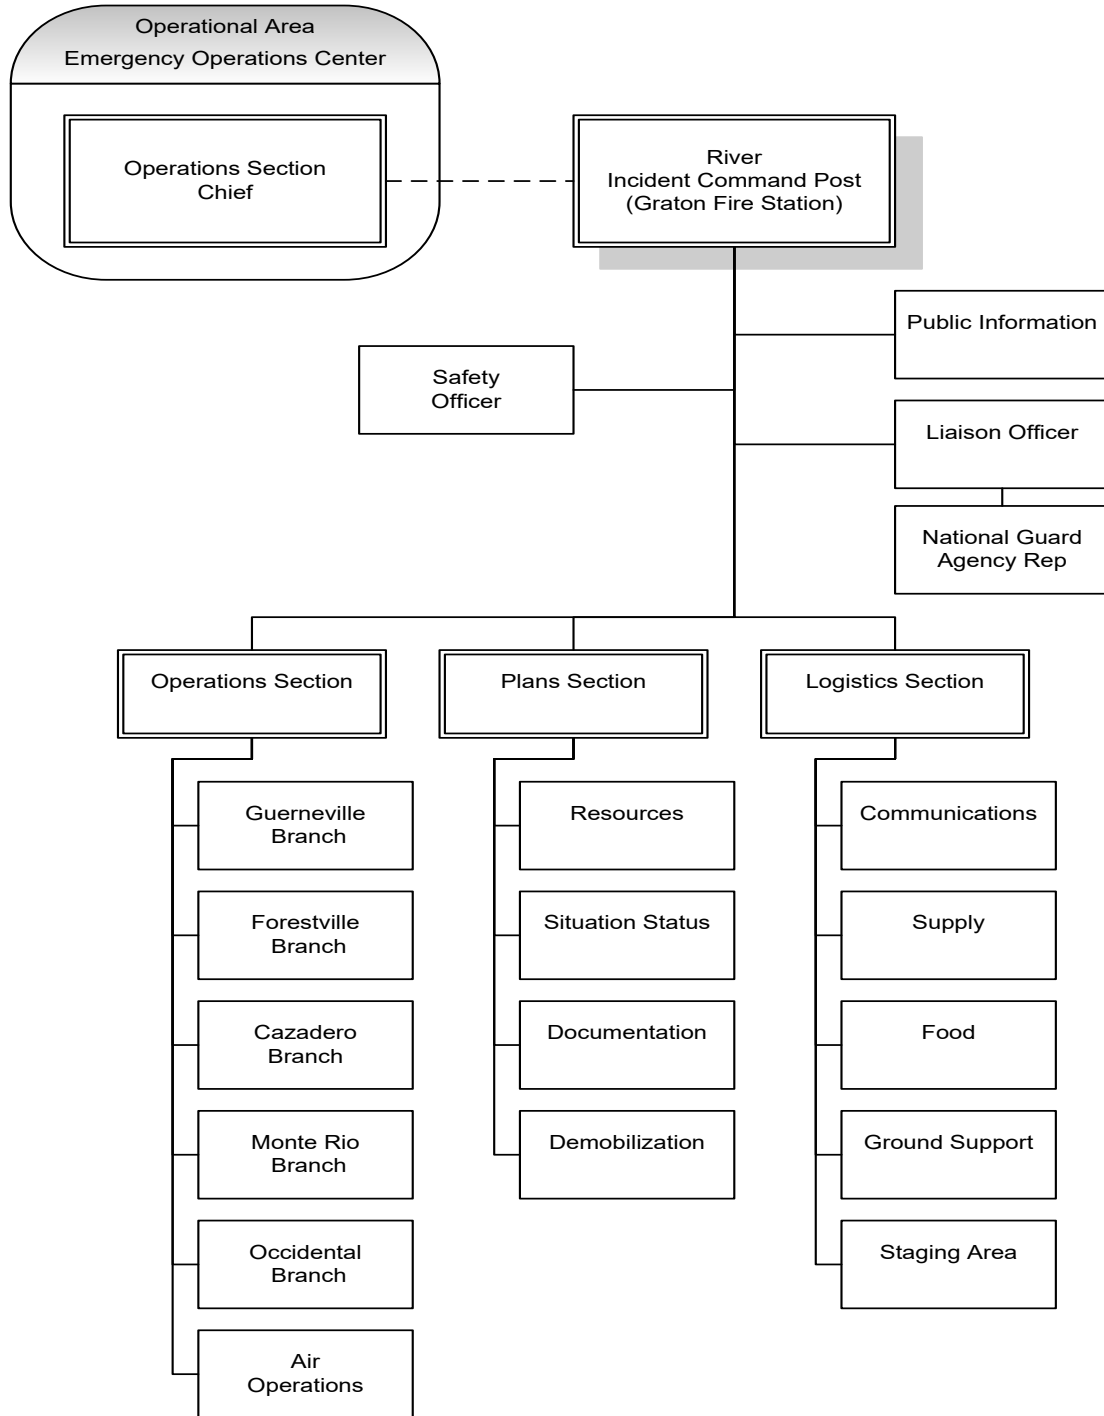 Operational Area
Emergency Operations Center
Operations Section
Chief
River
Incident Command Post
(Graton Fire Station)
Public Information
Safety
Officer
Liaison Officer
National Guard
Agency Rep
Operations Section
Plans Section
Logistics Section
Guerneville
Branch
Forestville
Branch
Cazadero
Branch
Monte Rio
Branch
Occidental
Branch
Air
Operations
Resources
Situation Status
Documentation
Demobilization
Communications
Supply
Food
Ground Support
Staging Area